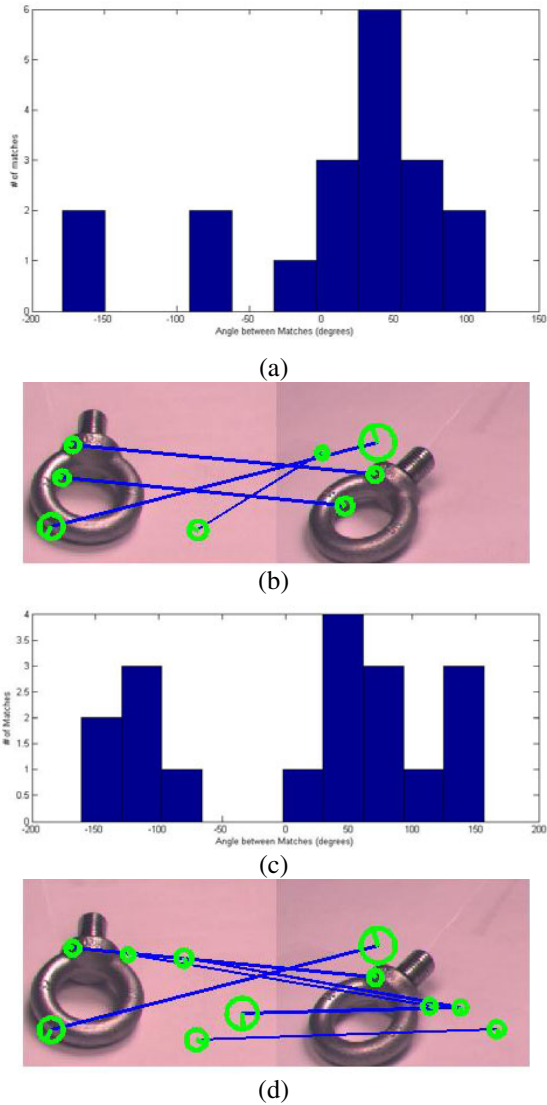 6
5
4
3
2
1
0
# of matches
-200 -150 -100 -50 0 50 100 150
Angle between Matches (degrees)
(a)
(b)
4
3.5
3
2.5
2
1.5
1
0.5
0
# of Matches
-200 -150 -100 -50 0 50 100 150 200
Angle between Matches (degrees)
(c)
(d)